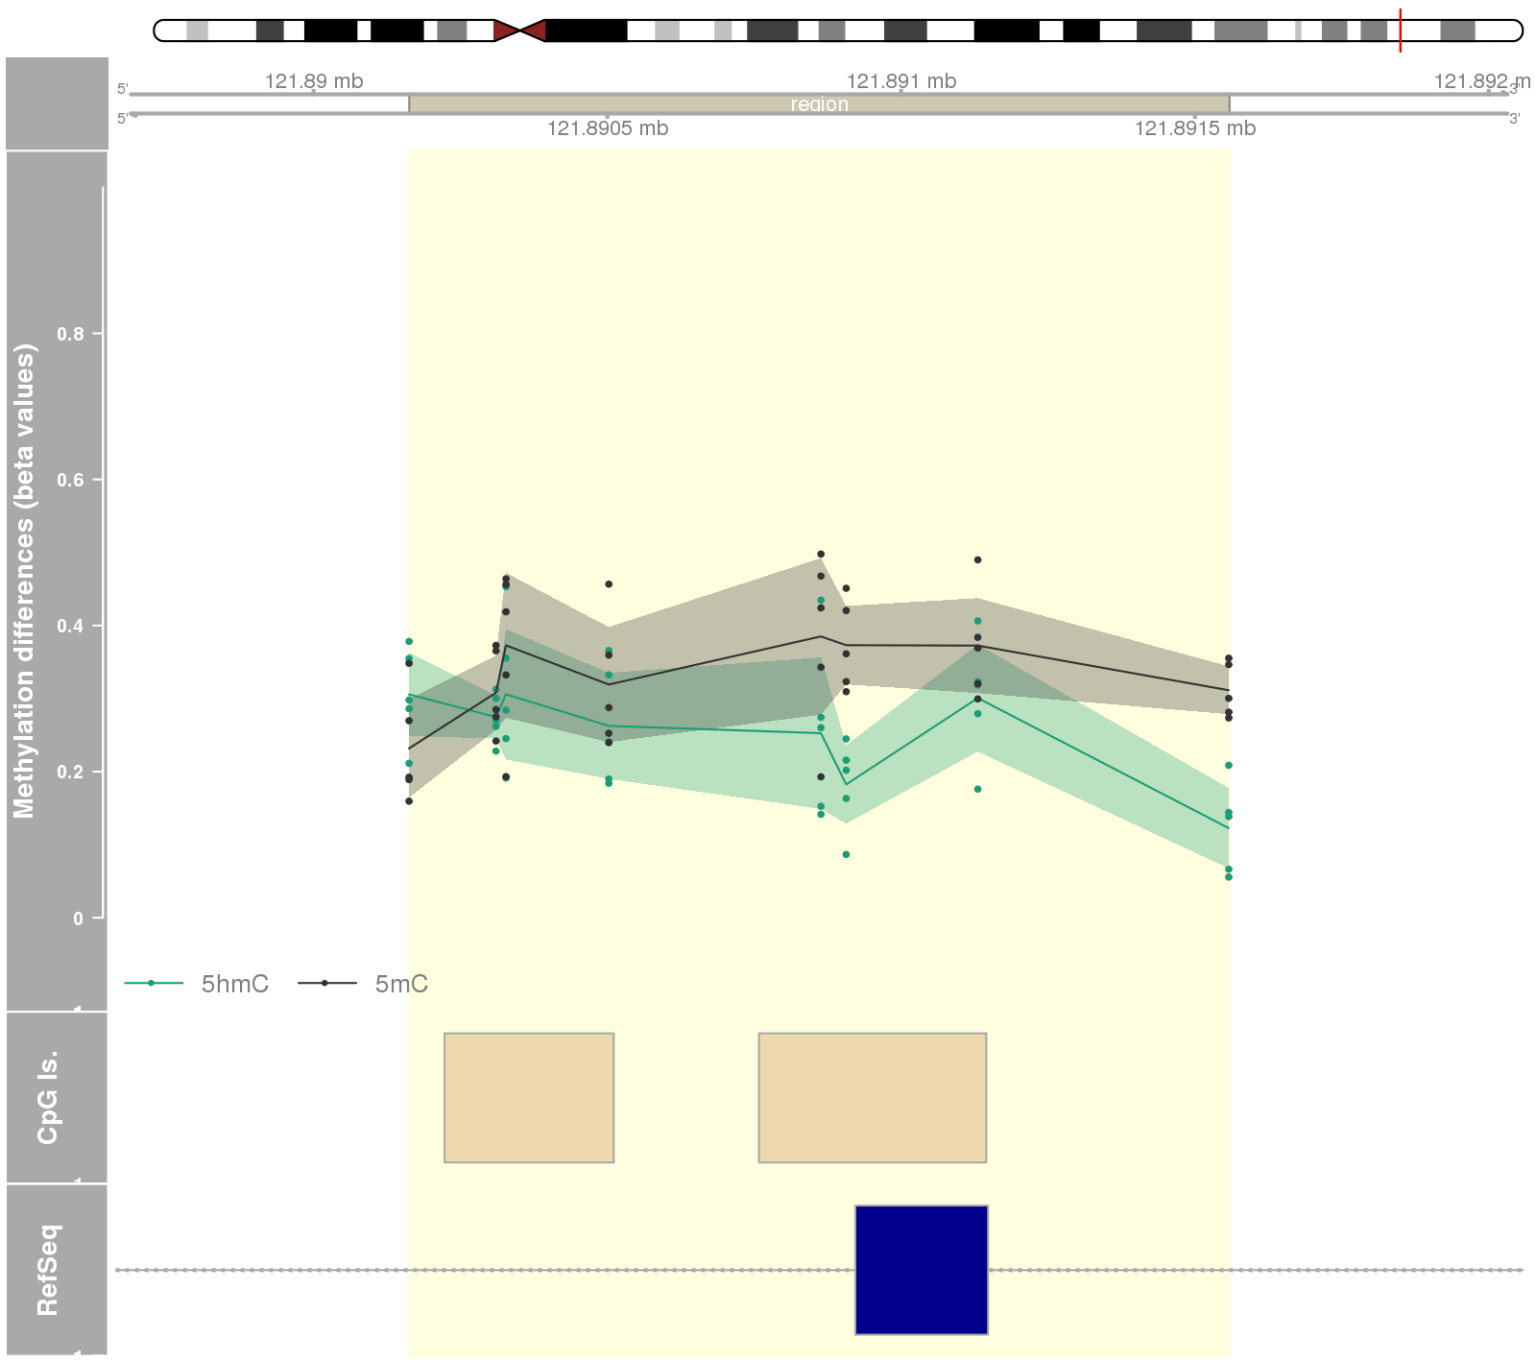 121.89 mb
121.891 mb
121.892 m
5'
3'
region
5'
3'
121.8905 mb
121.8915 mb
Methylation differences (beta values)
0.8
0.6
0.4
0.2
0
5hmC
5mC
CpG Is.
RefSeq